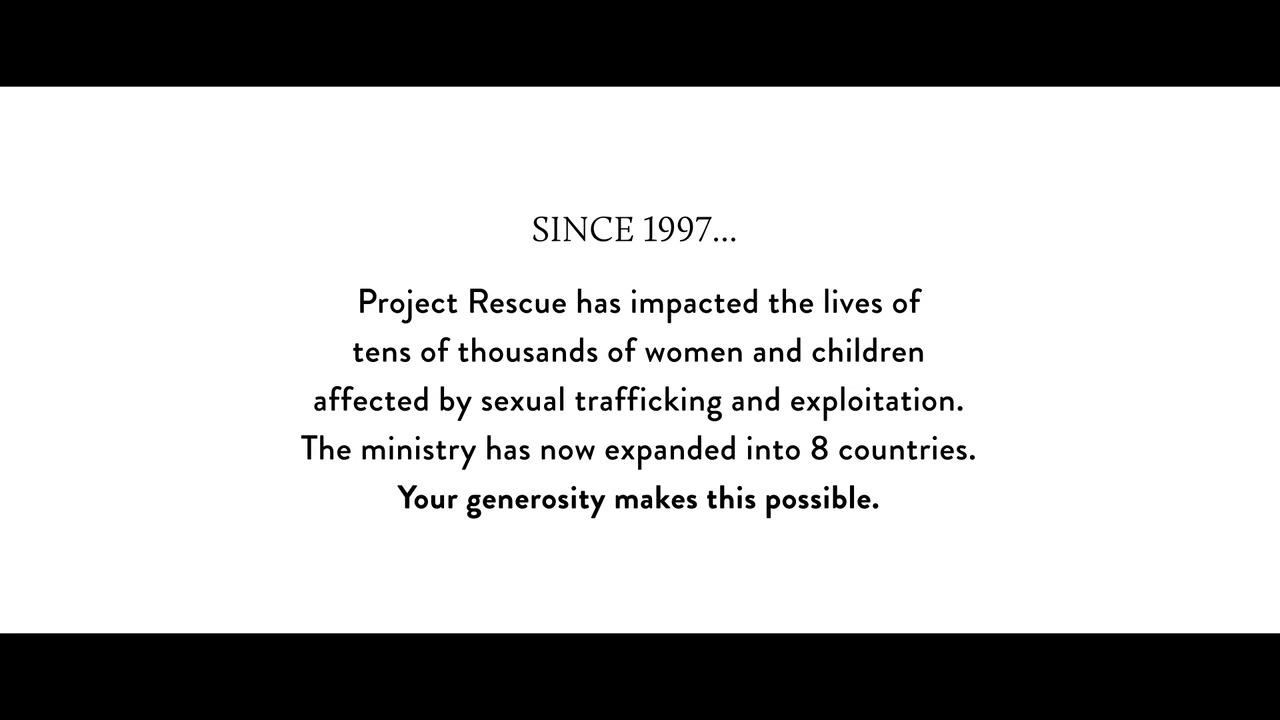 SINCE 1997...
Project Rescue has impacted the lives of
tens of thousands of women and children
affected by sexual trafficking and exploitation.
The ministry has now expanded into 8 countries.
Your generosity makes this possible.